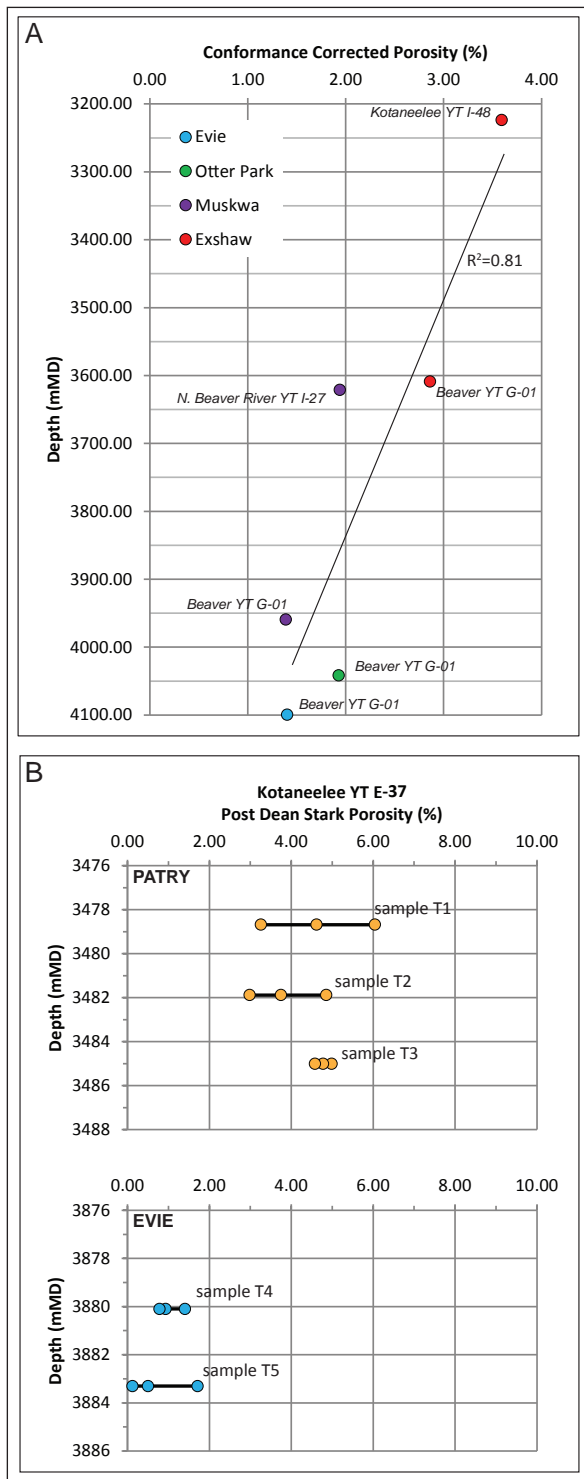 A
Conformance Corrected Porosity (%)
0.00 1.00 2.00 3.00 4.00
3200.00
3300.00
3400.00
3500.00
3600.00
3700.00
3800.00
3900.00
4000.00
4100.00
Depth (mMD)
Evie
Otter Park
Muskwa
Exshaw
Kotaneelee YT I-48
R²=0.81
N. Beaver River YT I-27
Beaver YT G-01
Beaver YT G-01
Beaver YT G-01
Beaver YT G-01
B
Kotaneelee YT E-37
Post Dean Stark Porosity (%)
0.00 2.00 4.00 6.00 8.00 10.00
3476
3478
3480
3482
3484
3486
3488
Depth (mMD)
PATRY
sample T1
sample T2
sample T3
0.00 2.00 4.00 6.00 8.00 10.00
3876
3878
3880
3882
3884
3886
Depth (mMD)
EVIE
sample T4
sample T5